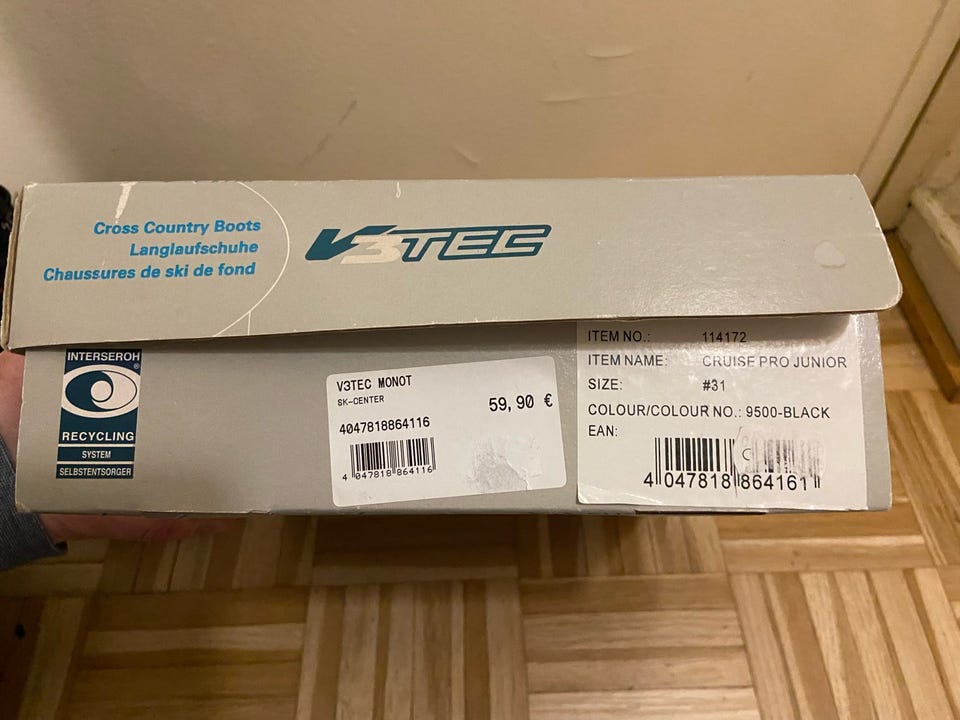 Cross Country Boots
Langlaufschuhe
Chaussures de ski de fond
V3TEC
INTERSEROH
®
RECYCLING
SYSTEM
SELBSTENTSORGER
V3TEC MONOT
SK-CENTER
59,90 €
4047818864116
4 047818 864116
ITEM NO.: 114172
ITEM NAME: CRUISE PRO JUNIOR
SIZE: #31
COLOUR/COLOUR NO.: 9500-BLACK
EAN:
4 047818 864161